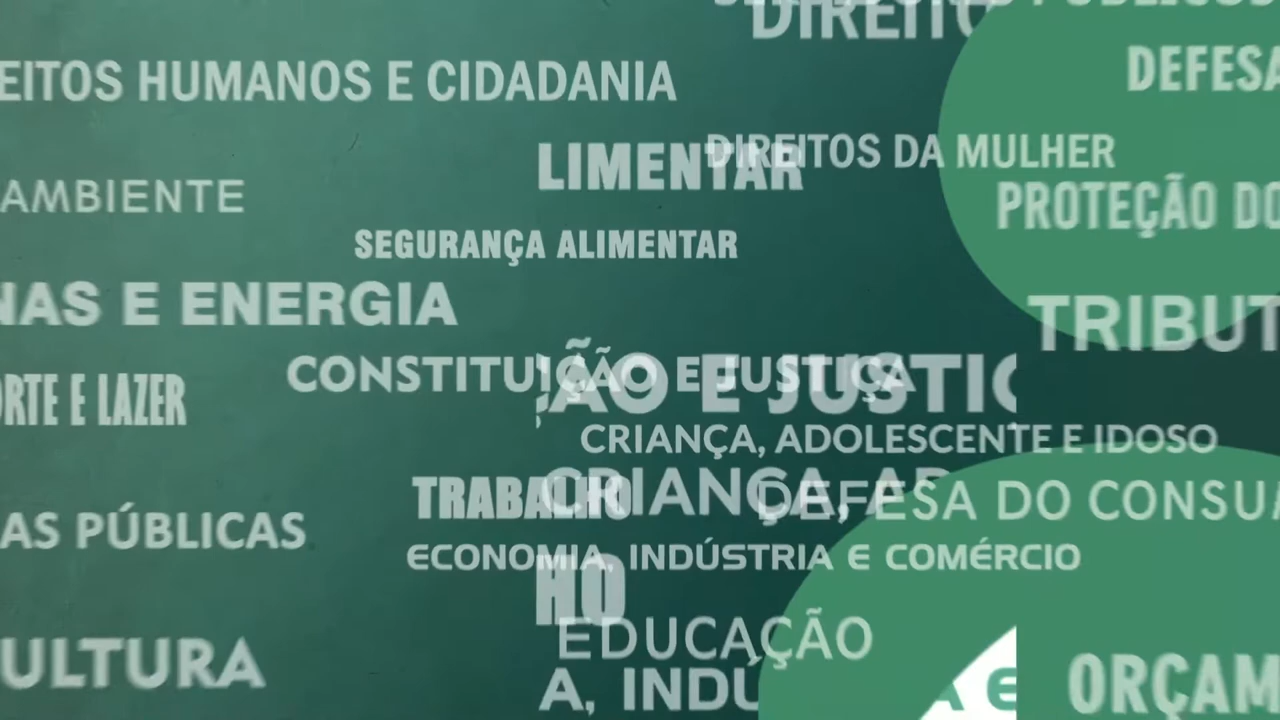 DIREITO
EITOS HUMANOS E CIDADANIA
DEFESA
LIMENTAR
DIREITOS DA MULHER
AMBIENTE
PROTEÇÃO DO
SEGURANÇA ALIMENTAR
NAS E ENERGIA
TRIBUT
CONSTITUIÇÃO E JUSTIÇA
ÇÃO E JUSTIÇ
ORTE E LAZER
CRIANÇA, ADOLESCENTE E IDOSO
TRABALHO
CRIANÇA, AD
DEFESA DO CONSU
AS PÚBLICAS
ECONOMIA, INDÚSTRIA E COMÉRCIO
HO
EDUCAÇÃO
ULTURA
A, INDÚ
A E
ORÇAM